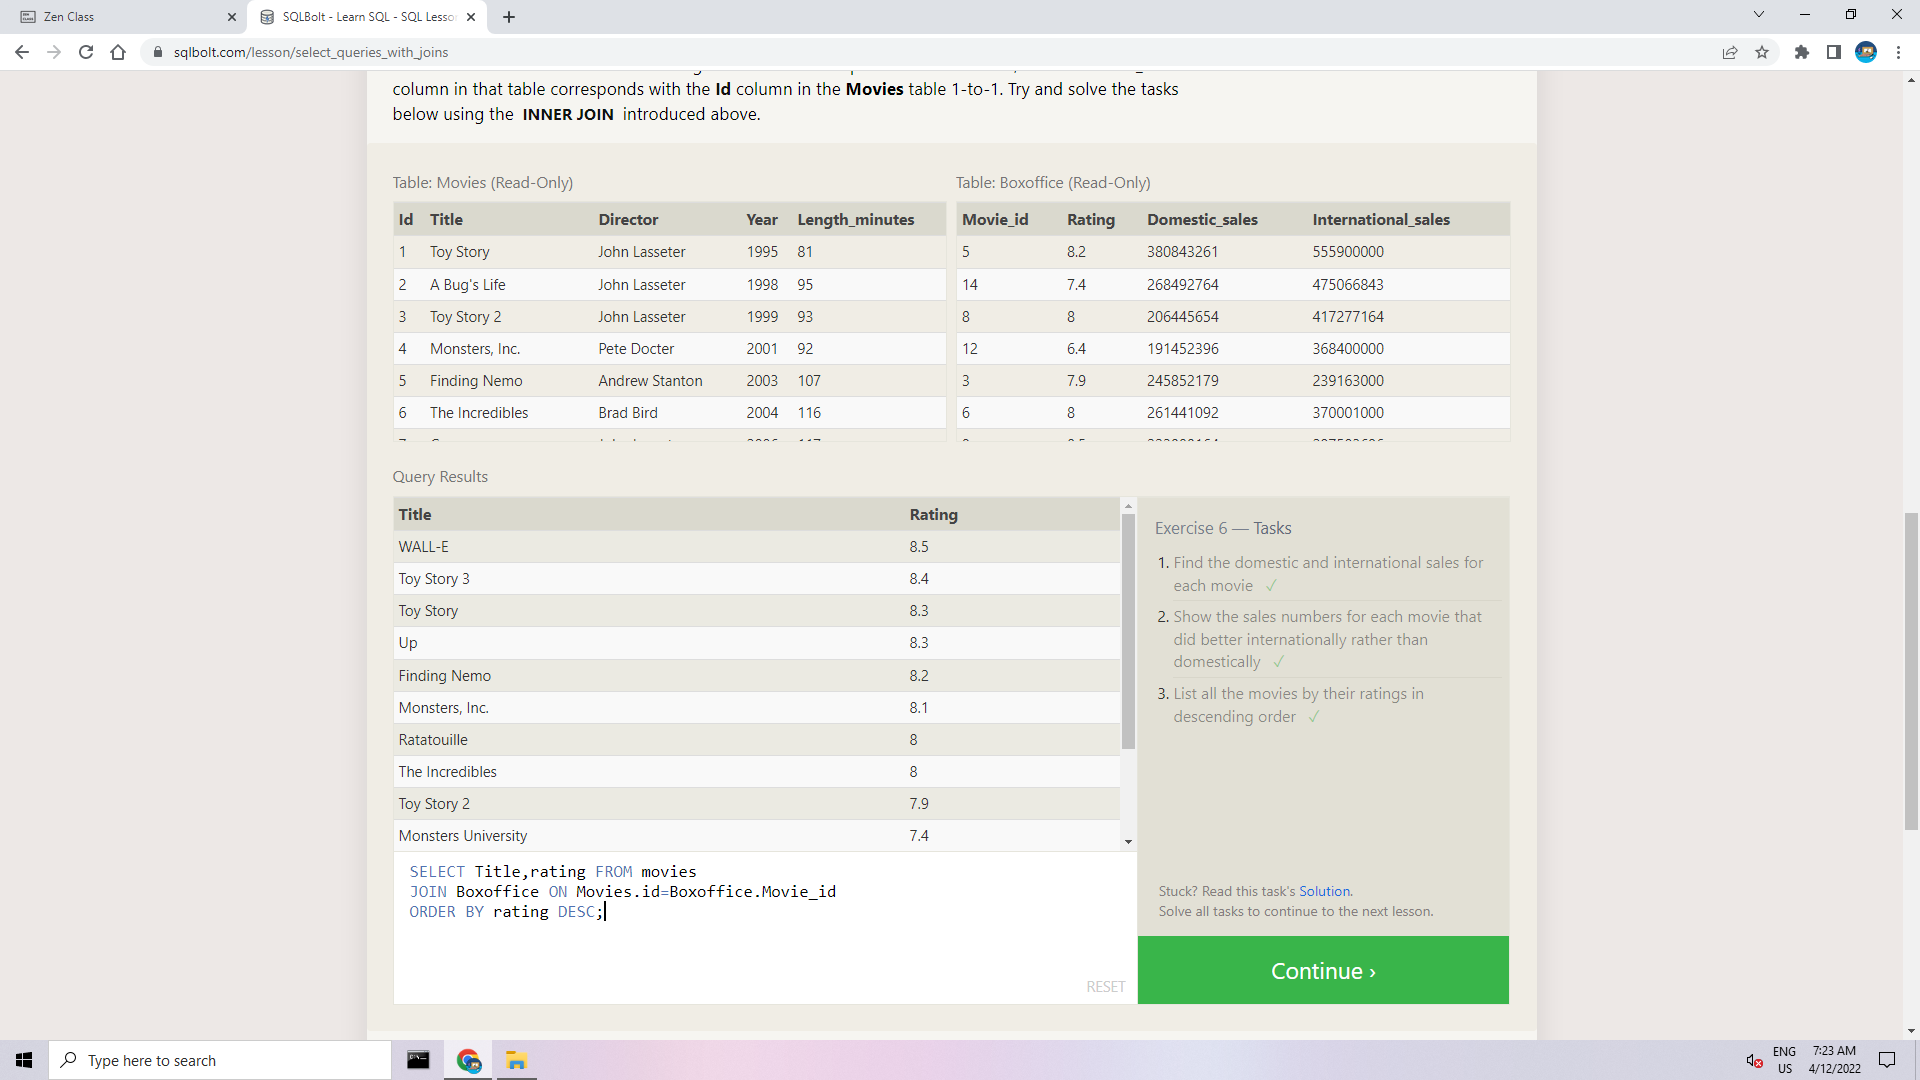 Zen Class
SQLBolt - Learn SQL - SQL Lesso
sqlbolt.com/lesson/select_queries_with_joins
column in that table corresponds with the Id column in the Movies table 1-to-1. Try and solve the tasks
below using the INNER JOIN introduced above.
Table: Movies (Read-Only)
Id Title Director Year Length_minutes
1 Toy Story John Lasseter 1995 81
2 A Bug's Life John Lasseter 1998 95
3 Toy Story 2 John Lasseter 1999 93
4 Monsters, Inc. Pete Docter 2001 92
5 Finding Nemo Andrew Stanton 2003 107
6 The Incredibles Brad Bird 2004 116
Table: Boxoffice (Read-Only)
Movie_id Rating Domestic_sales International_sales
5 8.2 380843261 555900000
14 7.4 268492764 475066843
8 8 206445654 417277164
12 6.4 191452396 368400000
3 7.9 245852179 239163000
6 8 261441092 370001000
Query Results
Title Rating
WALL-E 8.5
Toy Story 3 8.4
Toy Story 8.3
Up 8.3
Finding Nemo 8.2
Monsters, Inc. 8.1
Ratatouille 8
The Incredibles 8
Toy Story 2 7.9
Monsters University 7.4
SELECT Title,rating FROM movies
JOIN Boxoffice ON Movies.id=Boxoffice.Movie_id
ORDER BY rating DESC;
RESET
Exercise 6 — Tasks
1. Find the domestic and international sales for
each movie ✓
2. Show the sales numbers for each movie that
did better internationally rather than
domestically ✓
3. List all the movies by their ratings in
descending order ✓
Stuck? Read this task's Solution.
Solve all tasks to continue to the next lesson.
Continue ›
Type here to search
ENG
US
7:23 AM
4/12/2022